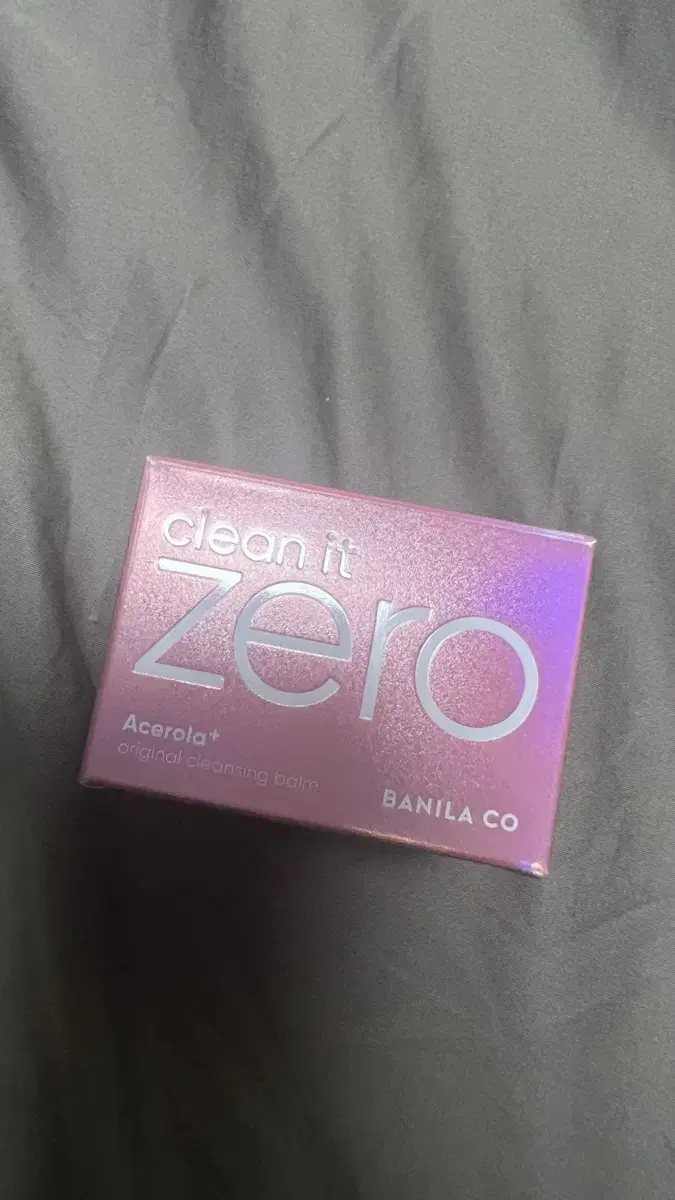 clean it
zero
Acerola+
original cleansing balm
BANILA CO